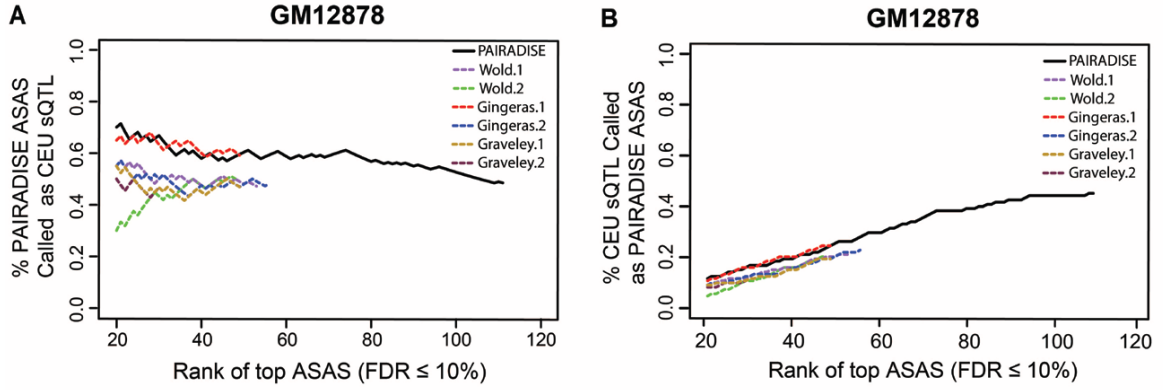 A
GM12878
% PAIRADISE ASAS
Called as CEU sQTL
1.0
0.8
0.6
0.4
0.2
0.0
PAIRADISE
Wold.1
Wold.2
Gingeras.1
Gingeras.2
Graveley.1
Graveley.2
20 40 60 80 100 120
Rank of top ASAS (FDR ≤ 10%)
B
GM12878
% CEU sQTL Called
as PAIRADISE ASAS
1.0
0.8
0.6
0.4
0.2
0.0
PAIRADISE
Wold.1
Wold.2
Gingeras.1
Gingeras.2
Graveley.1
Graveley.2
20 40 60 80 100 120
Rank of top ASAS (FDR ≤ 10%)